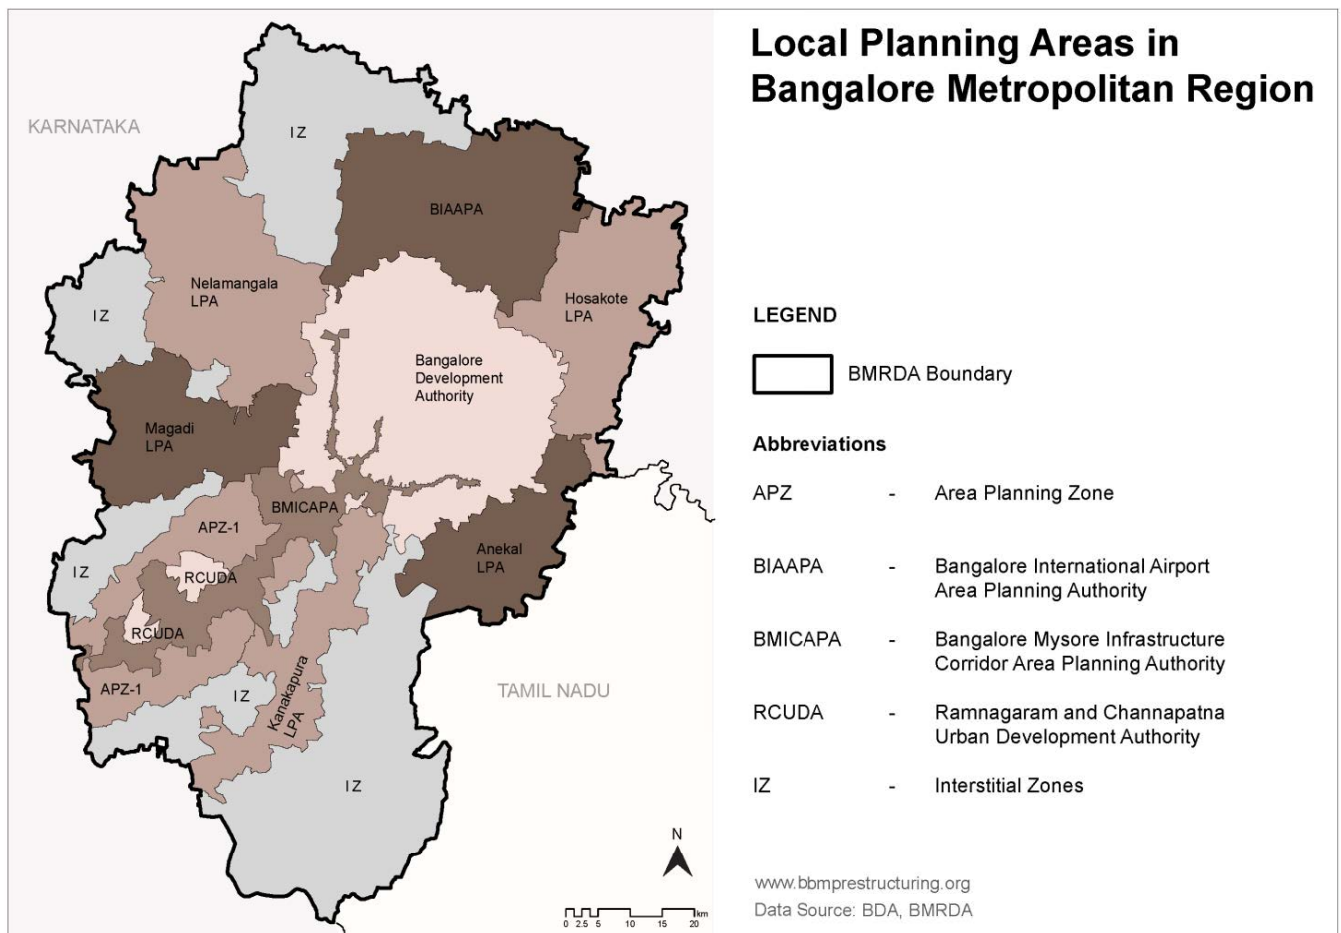 Local Planning Areas in
Bangalore Metropolitan Region
KARNATAKA
IZ
BIAAPA
Nelamangala
LPA
Hosakote
LPA
IZ
Bangalore
Development
Authority
Magadi
LPA
BMICAPA
APZ-1
Anekal
LPA
IZ
RCUDA
RCUDA
APZ-1
IZ
Kanakapura
LPA
TAMIL NADU
IZ
N
km
0 2.5 5 10 15 20
LEGEND
BMRDA Boundary
Abbreviations
APZ - Area Planning Zone
BIAAPA - Bangalore International Airport
Area Planning Authority
BMICAPA - Bangalore Mysore Infrastructure
Corridor Area Planning Authority
RCUDA - Ramnagaram and Channapatna
Urban Development Authority
IZ - Interstitial Zones
www.bbmprestructuring.org
Data Source: BDA, BMRDA